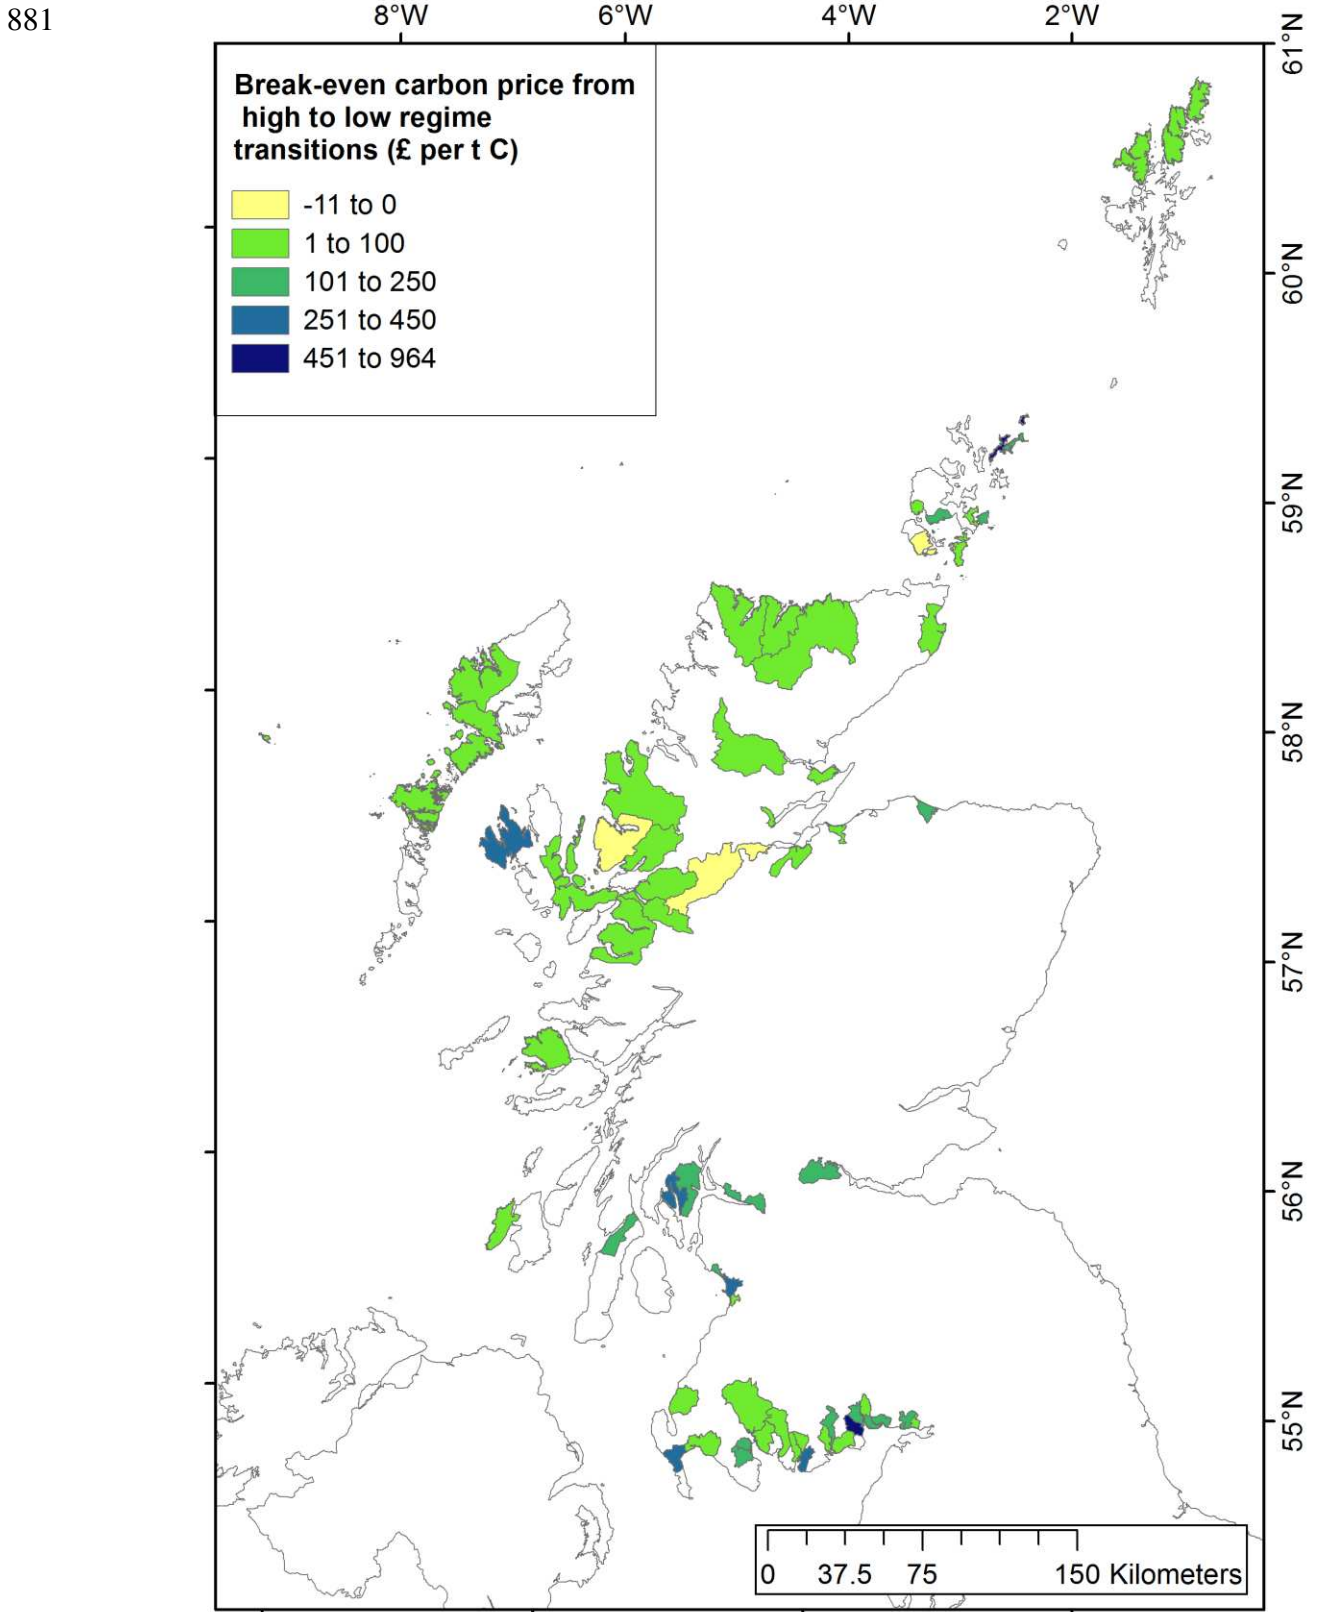 881
8°W 6°W 4°W 2°W
61°N
Break-even carbon price from
high to low regime
transitions (£ per t C)
-11 to 0
1 to 100
101 to 250
251 to 450
451 to 964
60°N
59°N
58°N
57°N
56°N
55°N
0 37.5 75 150 Kilometers